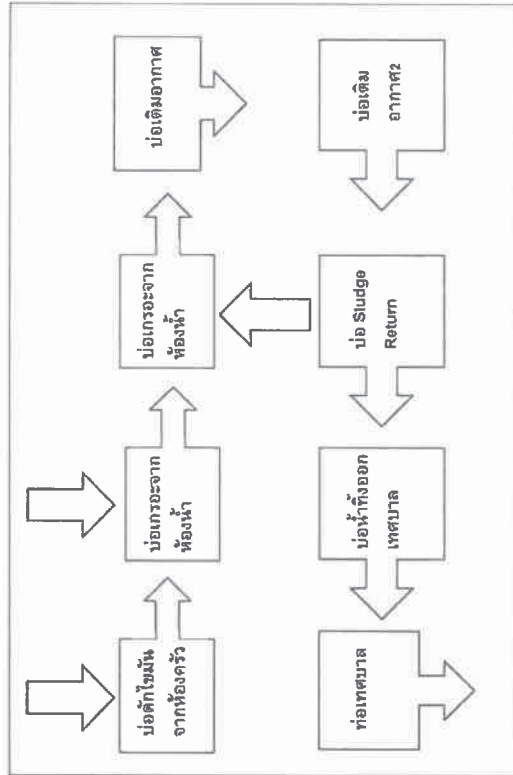 บ่อดักไขมัน
จากห้องครัว
บ่อเกรอะจาก
ห้องน้ำ
บ่อเกรอะจาก
ห้องน้ำ
บ่อเติมอากาศ
บ่อเติม
อากาศ2
บ่อ Sludge
Return
บ่อน้ำทิ้งออก
เทศบาล
ท่อเทศบาล